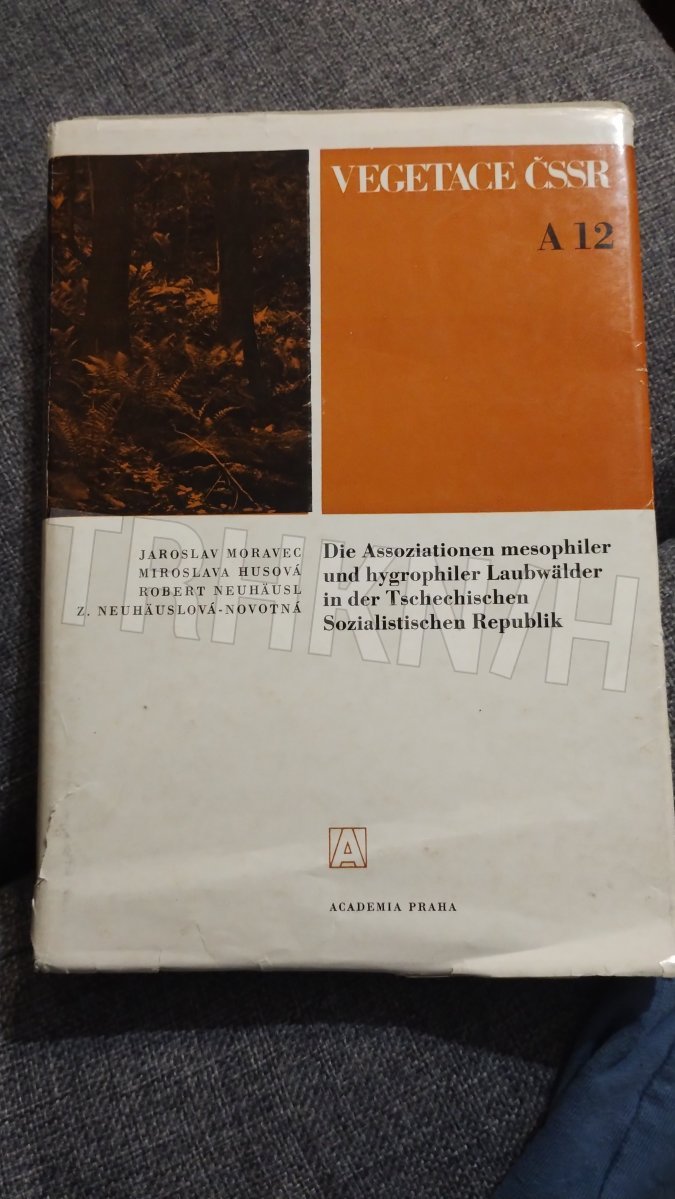 VEGETACE ČSSR
A 12
JAROSLAV MORAVEC
MIROSLAVA HUSOVÁ
ROBERT NEUHÄUSL
Z. NEUHÄUSLOVÁ-NOVOTNÁ
Die Assoziationen mesophiler
und hygrophiler Laubwälder
in der Tschechischen
Sozialistischen Republik
TRHKNIH
A
ACADEMIA PRAHA